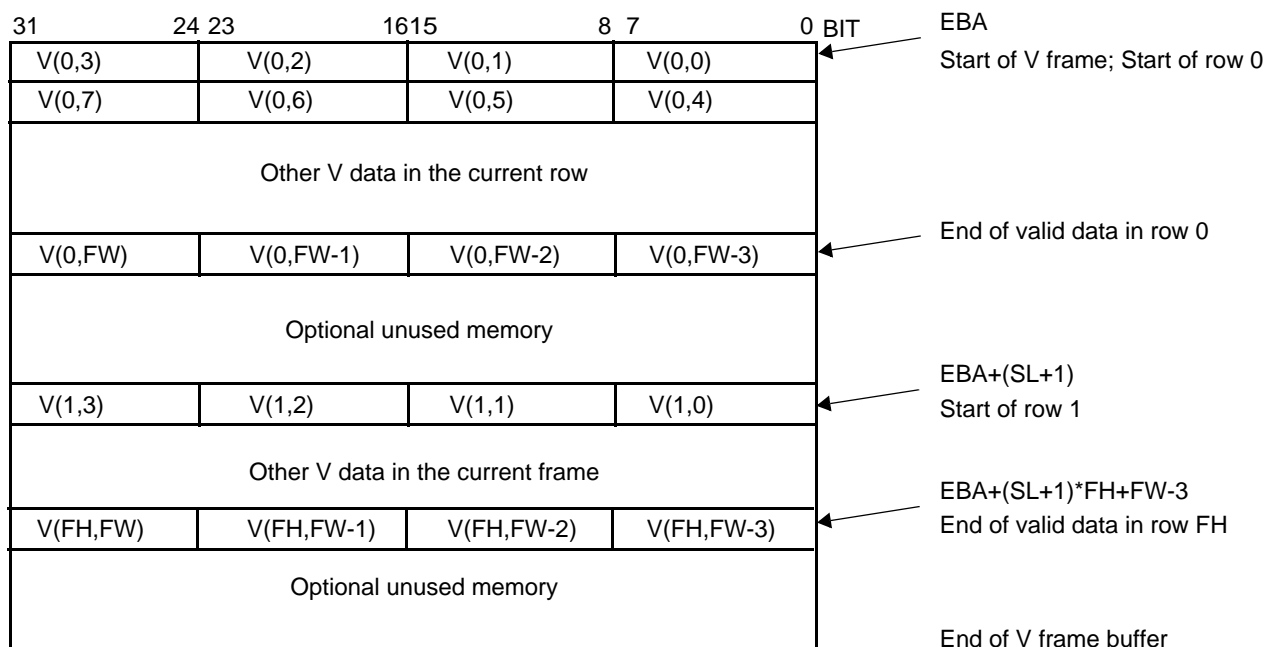 31 24 23 1615 8 7 0 BIT EBA
V(0,3) V(0,2) V(0,1) V(0,0) Start of V frame; Start of row 0
V(0,7) V(0,6) V(0,5) V(0,4)
Other V data in the current row
V(0,FW) V(0,FW-1) V(0,FW-2) V(0,FW-3) End of valid data in row 0
Optional unused memory
EBA+(SL+1)
V(1,3) V(1,2) V(1,1) V(1,0) Start of row 1
Other V data in the current frame
EBA+(SL+1)*FH+FW-3
V(FH,FW) V(FH,FW-1) V(FH,FW-2) V(FH,FW-3) End of valid data in row FH
Optional unused memory
End of V frame buffer